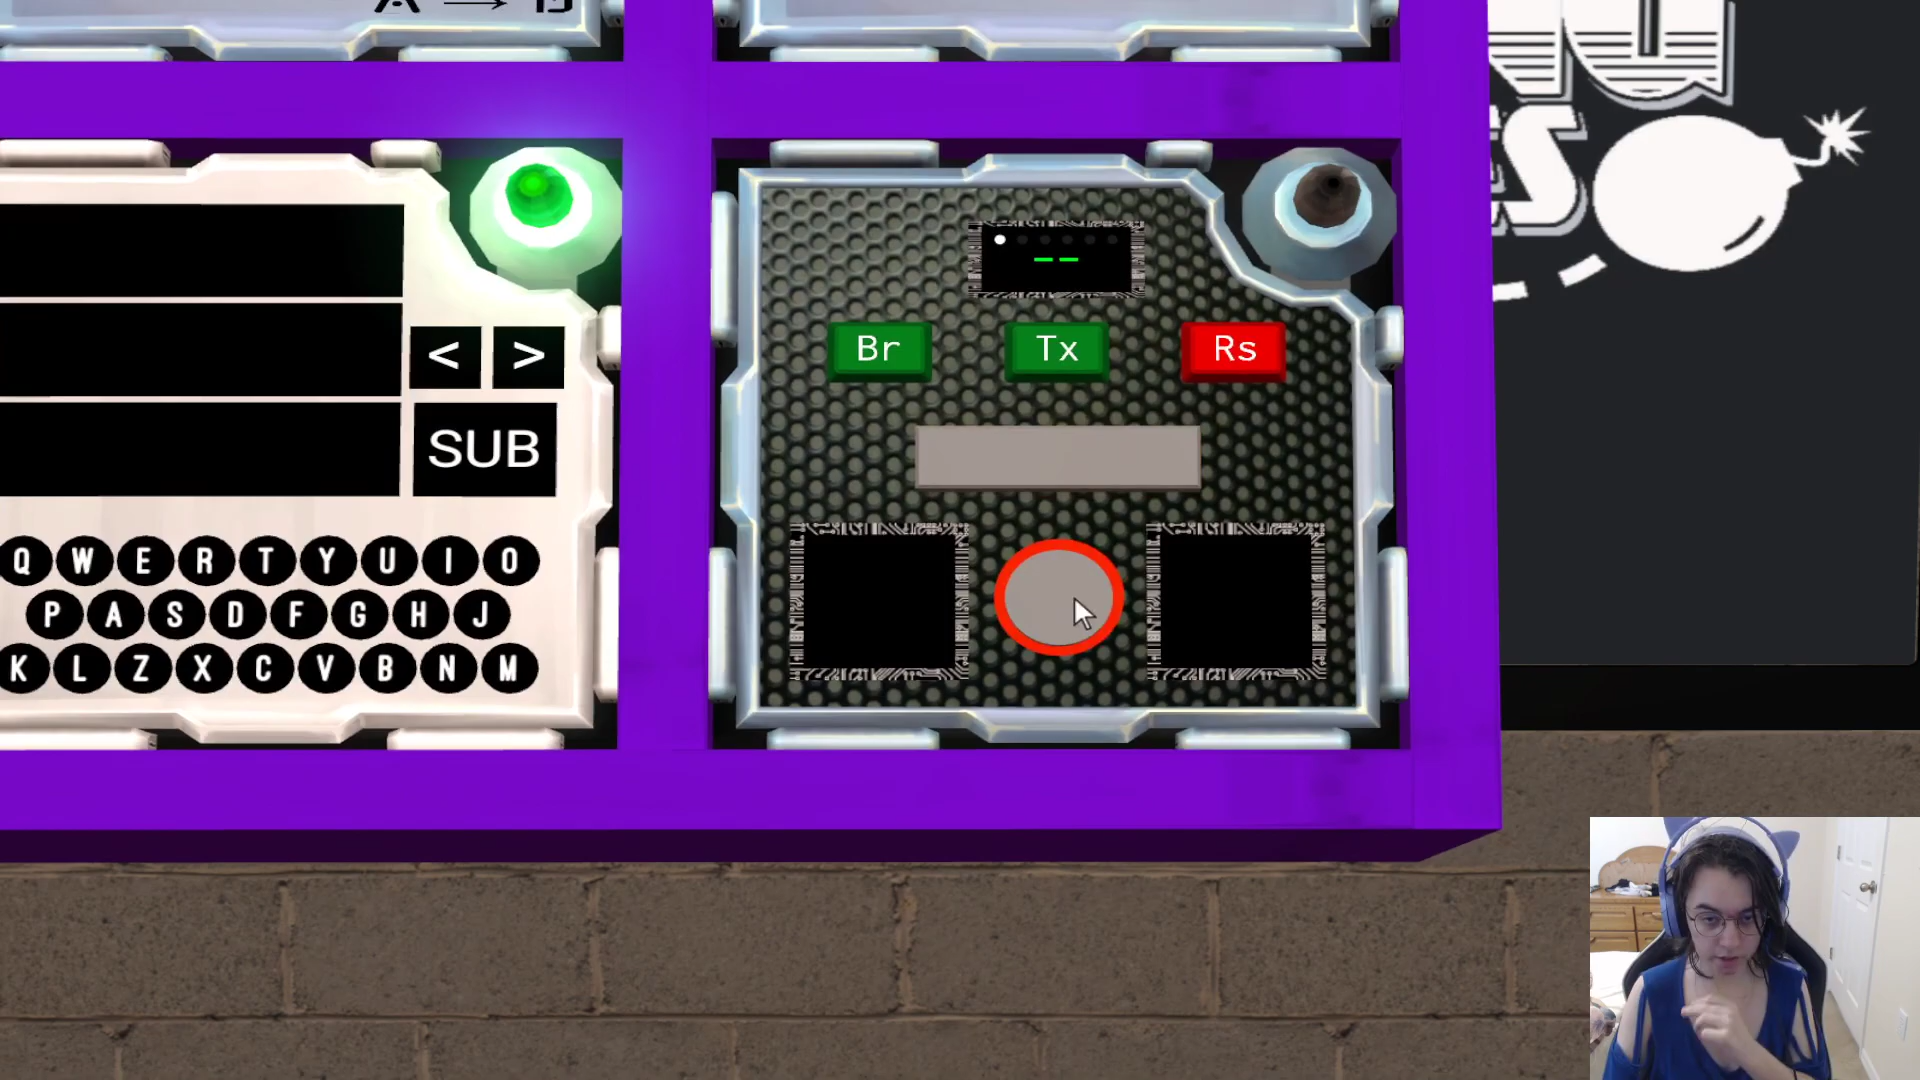 A → B
Br Tx Rs
--
< >
SUB
Q W E R T Y U I O
P A S D F G H J
K L Z X C V B N M